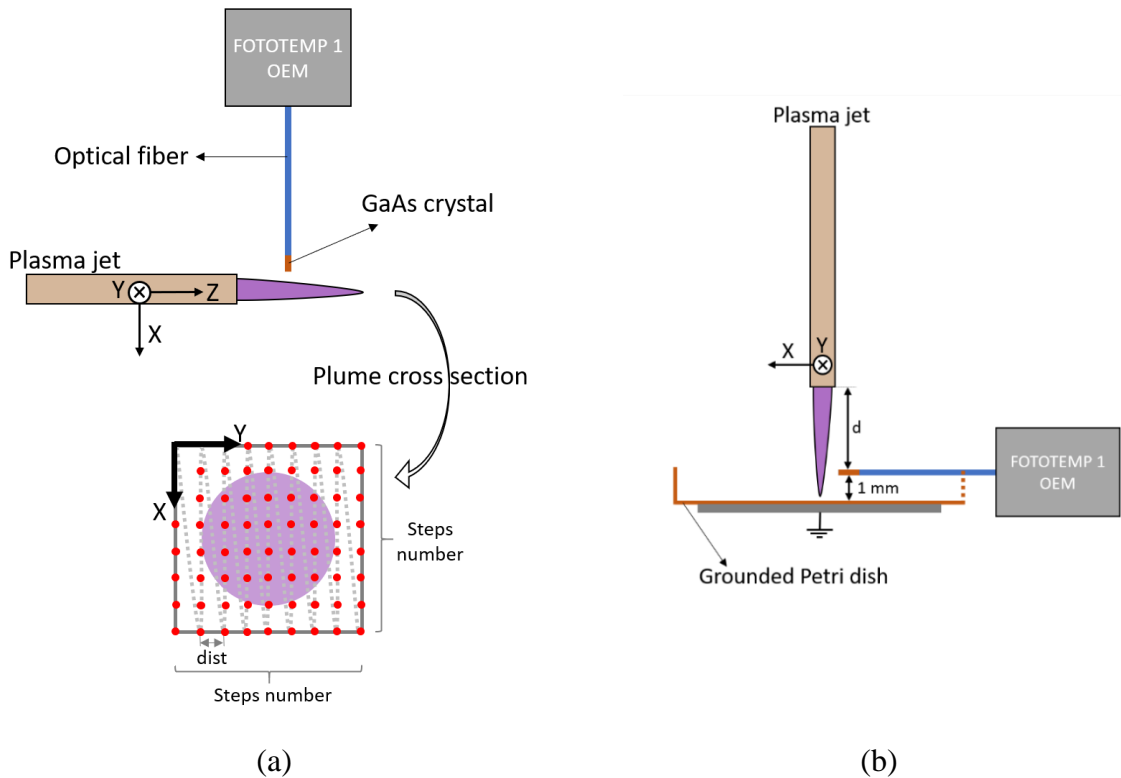 FOTOTEMP 1
OEM
Optical fiber
GaAs crystal
Plasma jet
Y
Z
X
Plume cross section
Y
X
Steps
number
dist
Steps number
(a)
Plasma jet
X
Y
d
1 mm
FOTOTEMP 1
OEM
Grounded Petri dish
(b)